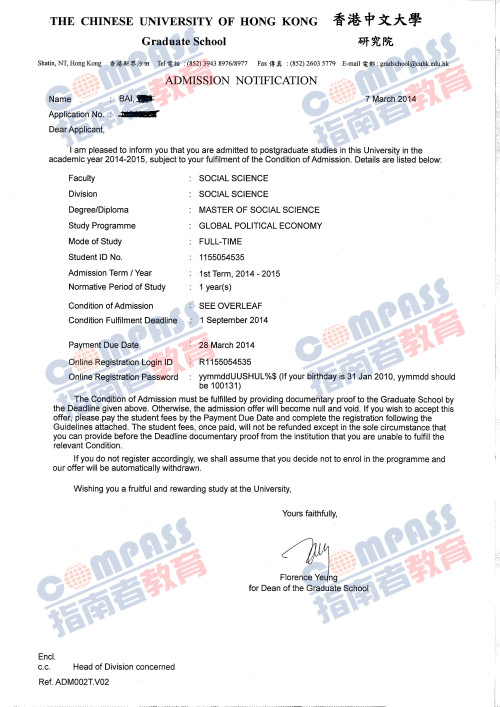 THE CHINESE UNIVERSITY OF HONG KONG 香港中文大學
Graduate School 研究院
Shatin, NT, Hong Kong 香港新界沙田 Tel 電話 : (852) 3943 8976/8977 Fax 傳真 : (852) 2603 5779 E-mail 電郵 : gradschool@cuhk.edu.hk
ADMISSION NOTIFICATION
Name : BAI, 7 March 2014
Application No. :
Dear Applicant,
I am pleased to inform you that you are admitted to postgraduate studies in this University in the
academic year 2014-2015, subject to your fulfilment of the Condition of Admission. Details are listed below:
Faculty : SOCIAL SCIENCE
Division : SOCIAL SCIENCE
Degree/Diploma : MASTER OF SOCIAL SCIENCE
Study Programme : GLOBAL POLITICAL ECONOMY
Mode of Study : FULL-TIME
Student ID No. : 1155054535
Admission Term / Year : 1st Term, 2014 - 2015
Normative Period of Study : 1 year(s)
Condition of Admission : SEE OVERLEAF
Condition Fulfilment Deadline : 1 September 2014
Payment Due Date : 28 March 2014
Online Registration Login ID : R1155054535
Online Registration Password : yymmddUUSHUL%$ (If your birthday is 31 Jan 2010, yymmdd should
be 100131)
The Condition of Admission must be fulfilled by providing documentary proof to the Graduate School by
the Deadline given above. Otherwise, the admission offer will become null and void. If you wish to accept this
offer, please pay the student fees by the Payment Due Date and complete the registration following the
Guidelines attached. The student fees, once paid, will not be refunded except in the sole circumstance that
you can provide before the Deadline documentary proof from the institution that you are unable to fulfill the
relevant Condition.
If you do not register accordingly, we shall assume that you decide not to enrol in the programme and
our offer will be automatically withdrawn.
Wishing you a fruitful and rewarding study at the University,
Yours faithfully,
Florence Yeung
for Dean of the Graduate School
Encl.
c.c. Head of Division concerned
Ref. ADM002T.V02
COMPASS
指南者教育
COMPASS
指南者教育
COMPASS
指南者教育
COMPASS
指南者教育
COMPASS
指南者教育
COMPASS
指南者教育